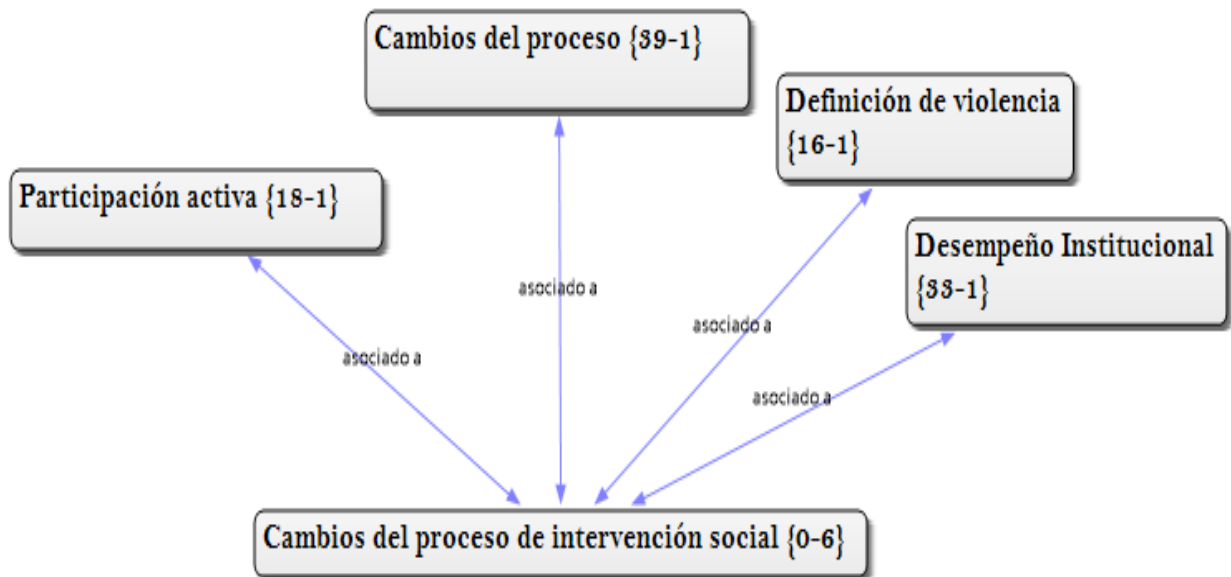 Cambios del proceso {39-1}
Definición de violencia
{16-1}
Participación activa {18-1}
Desempeño Institucional
{33-1}
asociado a
asociado a
asociado a
asociado a
Cambios del proceso de intervención social {0-6}